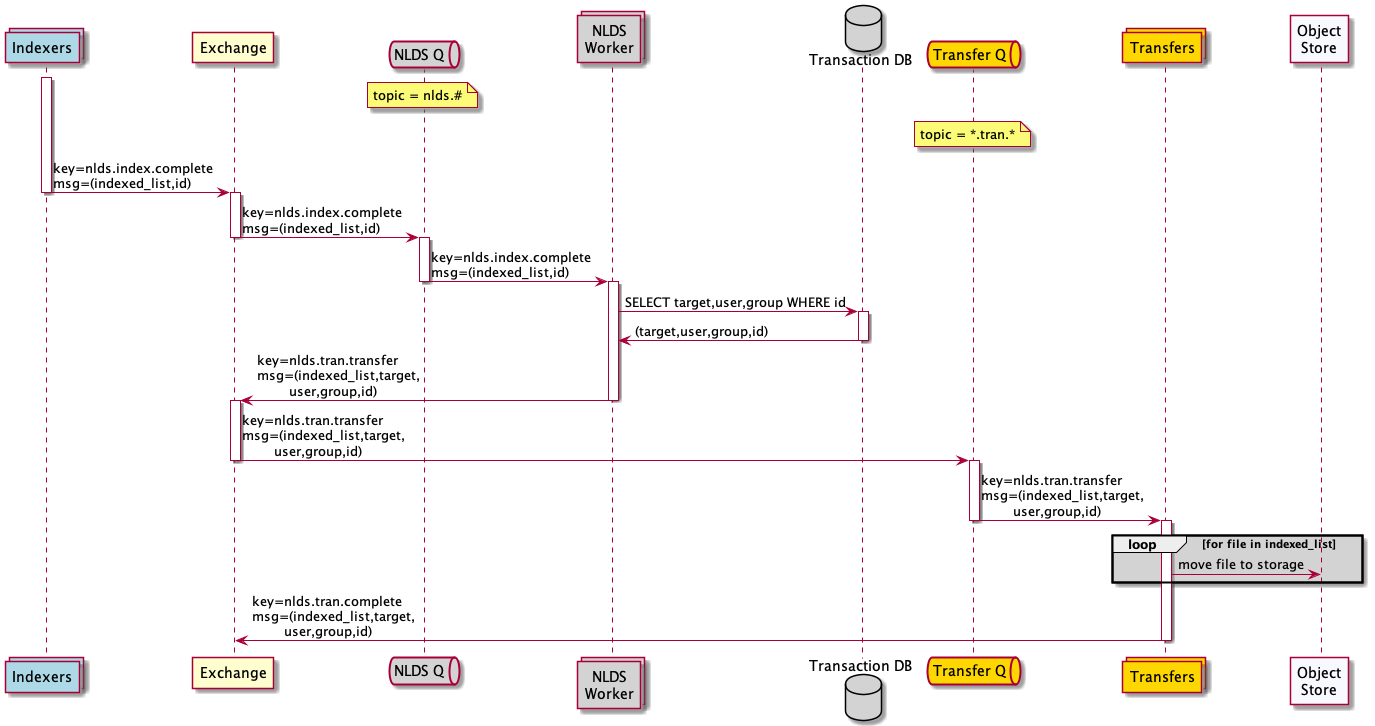 Indexers
Exchange
NLDS Q
NLDS
Worker
Transaction DB
Transfer Q
Transfers
Object
Store
topic = nlds.#
topic = *.tran.*
key=nlds.index.complete
msg=(indexed_list,id)
key=nlds.index.complete
msg=(indexed_list,id)
key=nlds.index.complete
msg=(indexed_list,id)
SELECT target,user,group WHERE id
(target,user,group,id)
key=nlds.tran.transfer
msg=(indexed_list,target,
user,group,id)
key=nlds.tran.transfer
msg=(indexed_list,target,
user,group,id)
key=nlds.tran.transfer
msg=(indexed_list,target,
user,group,id)
loop [for file in indexed_list]
move file to storage
key=nlds.tran.complete
msg=(indexed_list,target,
user,group,id)
Indexers
Exchange
NLDS Q
NLDS
Worker
Transaction DB
Transfer Q
Transfers
Object
Store